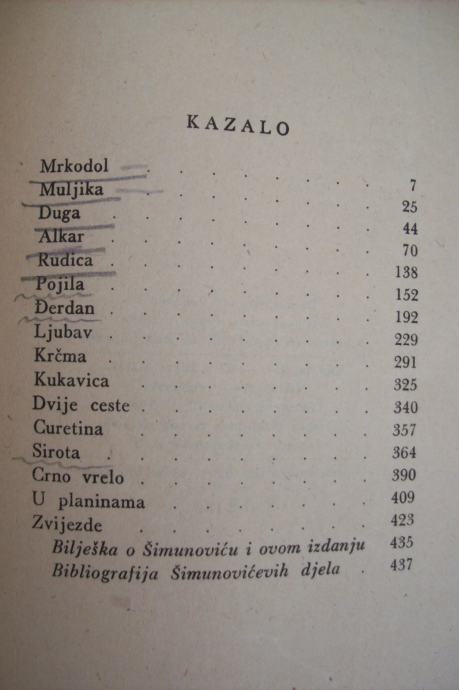 KAZALO
Mrkodol . . . . . . . 7
Muljika . . . . . . . 25
Duga . . . . . . . 44
Alkar . . . . . . . 70
Rudica . . . . . . . 138
Pojila . . . . . . . 152
Đerdan . . . . . . . 192
Ljubav . . . . . . . 229
Krčma . . . . . . . 291
Kukavica . . . . . . 325
Dvije ceste . . . . . . 340
Curetina . . . . . . 357
Sirota . . . . . . . 364
Crno vrelo . . . . . . 390
U planinama . . . . . 409
Zvijezde . . . . . . 423
Bilješka o Šimunoviću i ovom izdanju 435
Bibliografija Šimunovićevih djela . 437